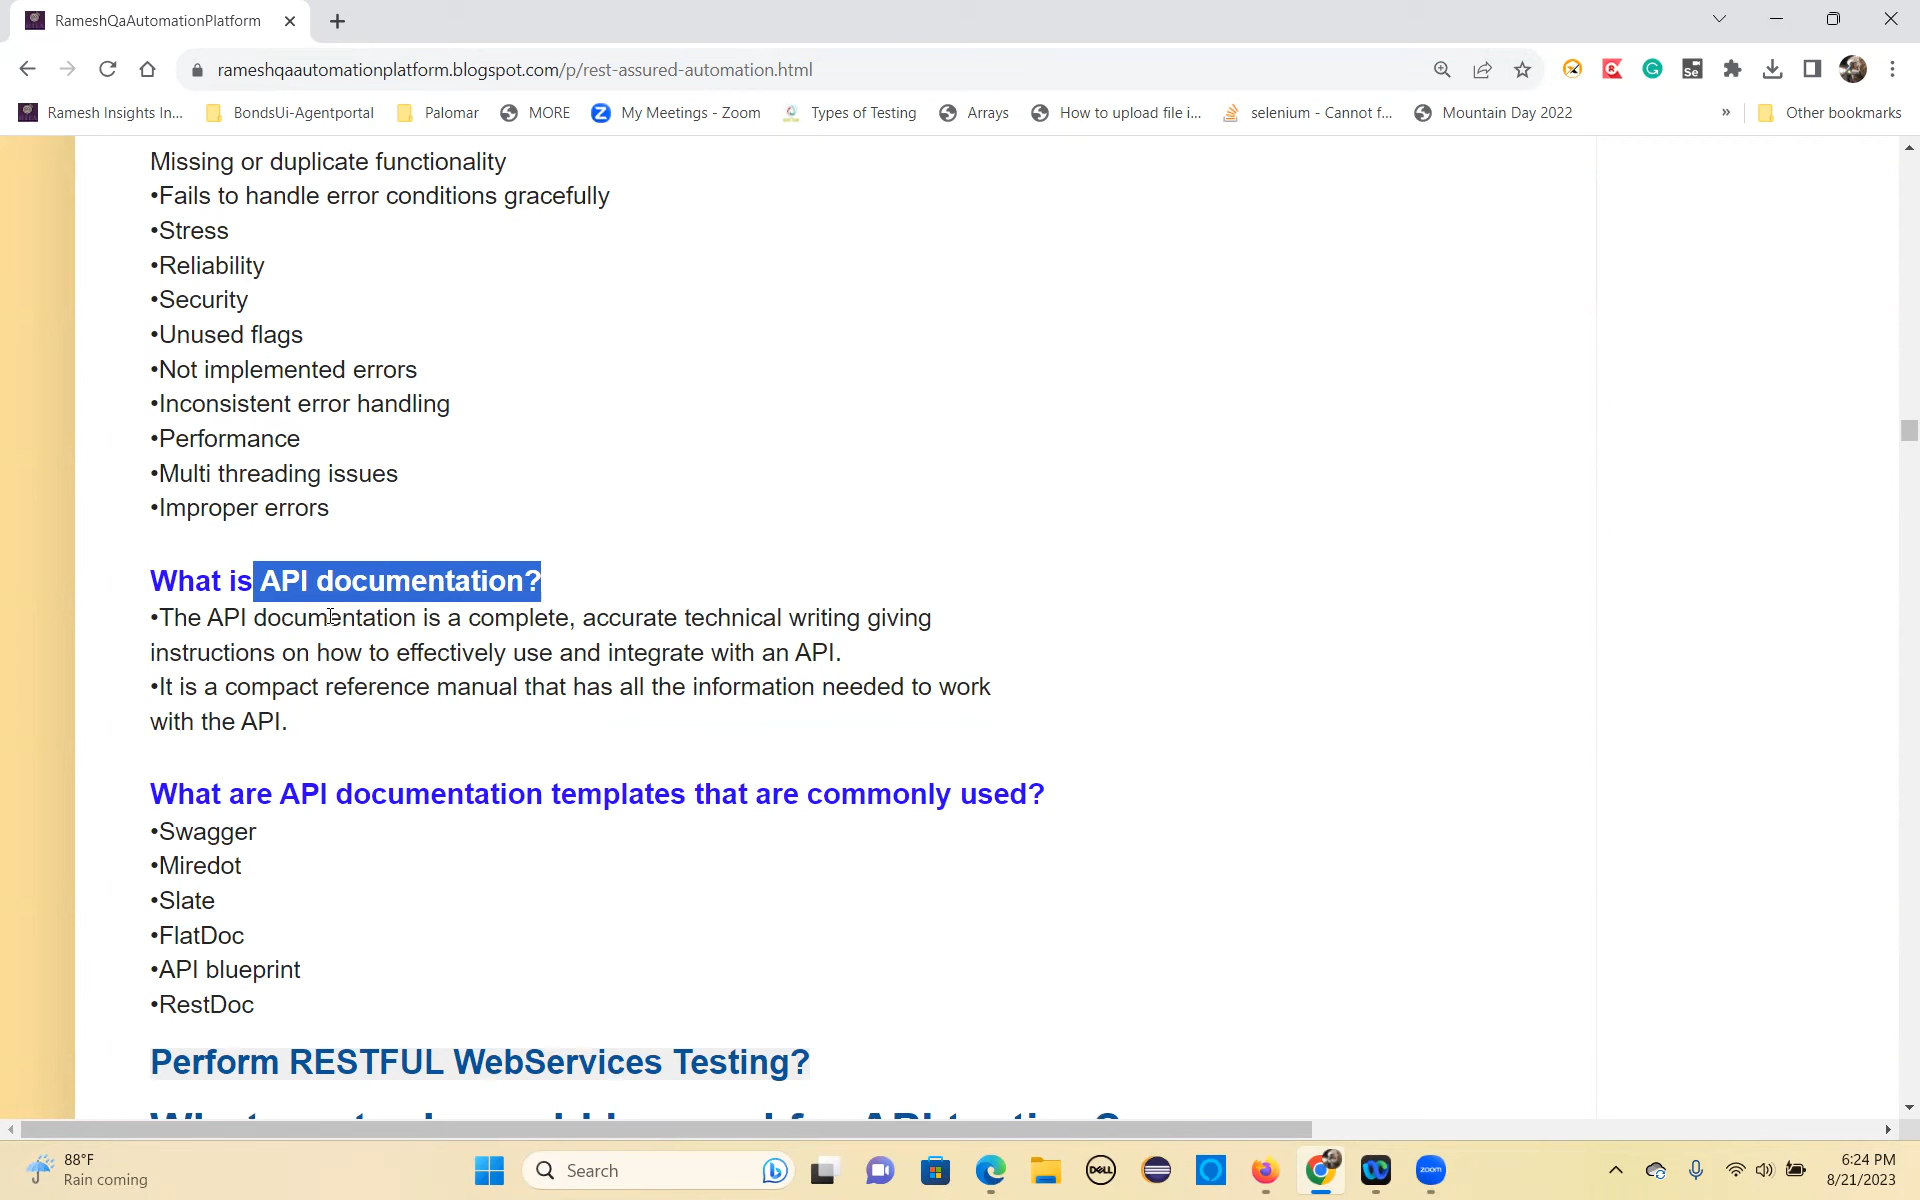 RameshQaAutomationPlatform
rameshqaautomationplatform.blogspot.com/p/rest-assured-automation.html
Ramesh Insights In... BondsUi-Agentportal Palomar MORE My Meetings - Zoom Types of Testing Arrays How to upload file i... selenium - Cannot f... Mountain Day 2022 » Other bookmarks
Missing or duplicate functionality
•Fails to handle error conditions gracefully
•Stress
•Reliability
•Security
•Unused flags
•Not implemented errors
•Inconsistent error handling
•Performance
•Multi threading issues
•Improper errors
What is API documentation?
•The API documentation is a complete, accurate technical writing giving
instructions on how to effectively use and integrate with an API.
•It is a compact reference manual that has all the information needed to work
with the API.
What are API documentation templates that are commonly used?
•Swagger
•Miredot
•Slate
•FlatDoc
•API blueprint
•RestDoc
Perform RESTFUL WebServices Testing?
88°F
Rain coming
Search
DELL
zoom
6:24 PM
8/21/2023